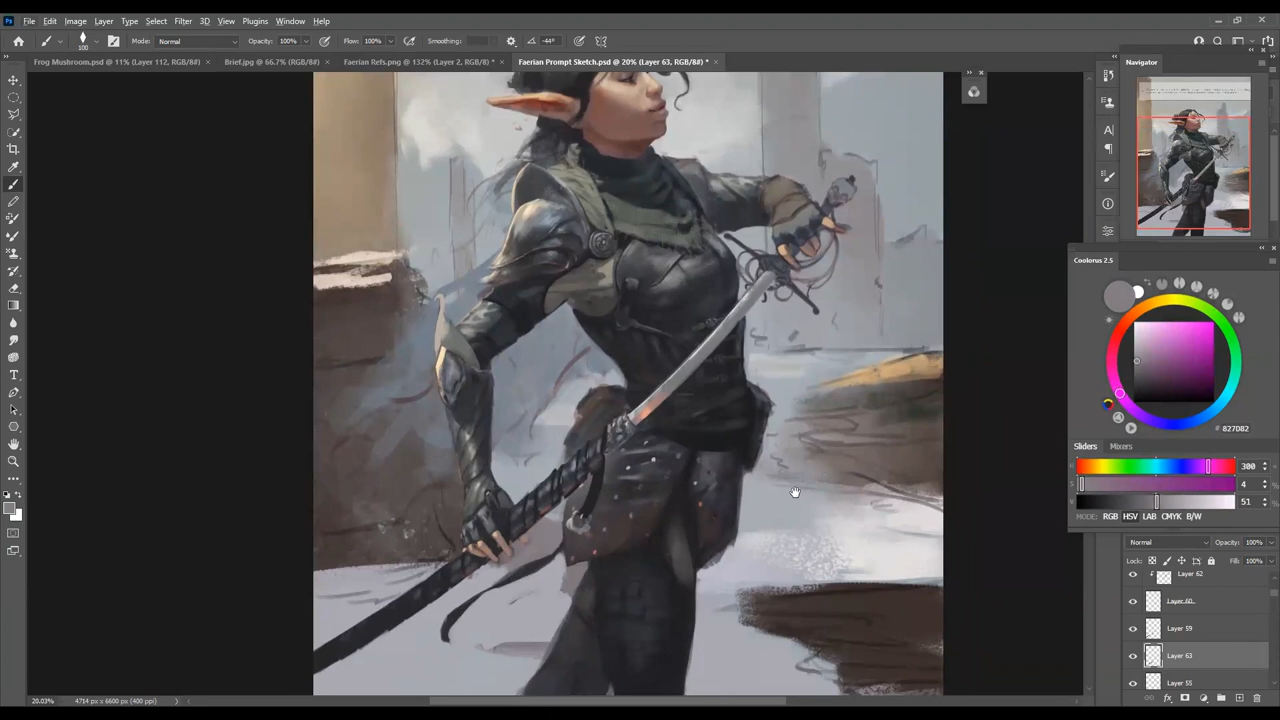 Ps File Edit Image Layer Type Select Filter 3D View Plugins Window Help
100 Mode: Normal Opacity: 100% Flow: 100% Smoothing: -44°
Frog Mushroom.psd @ 11% (Layer 112, RGB/8#) × Brief.jpg @ 66.7% (RGB/8#) × Faerian Refs.png @ 132% (Layer 2, RGB/8) * × Faerian Prompt Sketch.psd @ 20% (Layer 63, RGB/8#) * ×
Navigator
Coolorus 2.5
# 827D82
Sliders Mixers
H 300
S 4 %
V 51 %
MODE: RGB HSV LAB CMYK B/W
Normal Opacity: 100%
Lock: Fill: 100%
Layer 62
Layer 60
Layer 59
Layer 63
Layer 55
20.03% 4714 px x 6600 px (400 ppi)